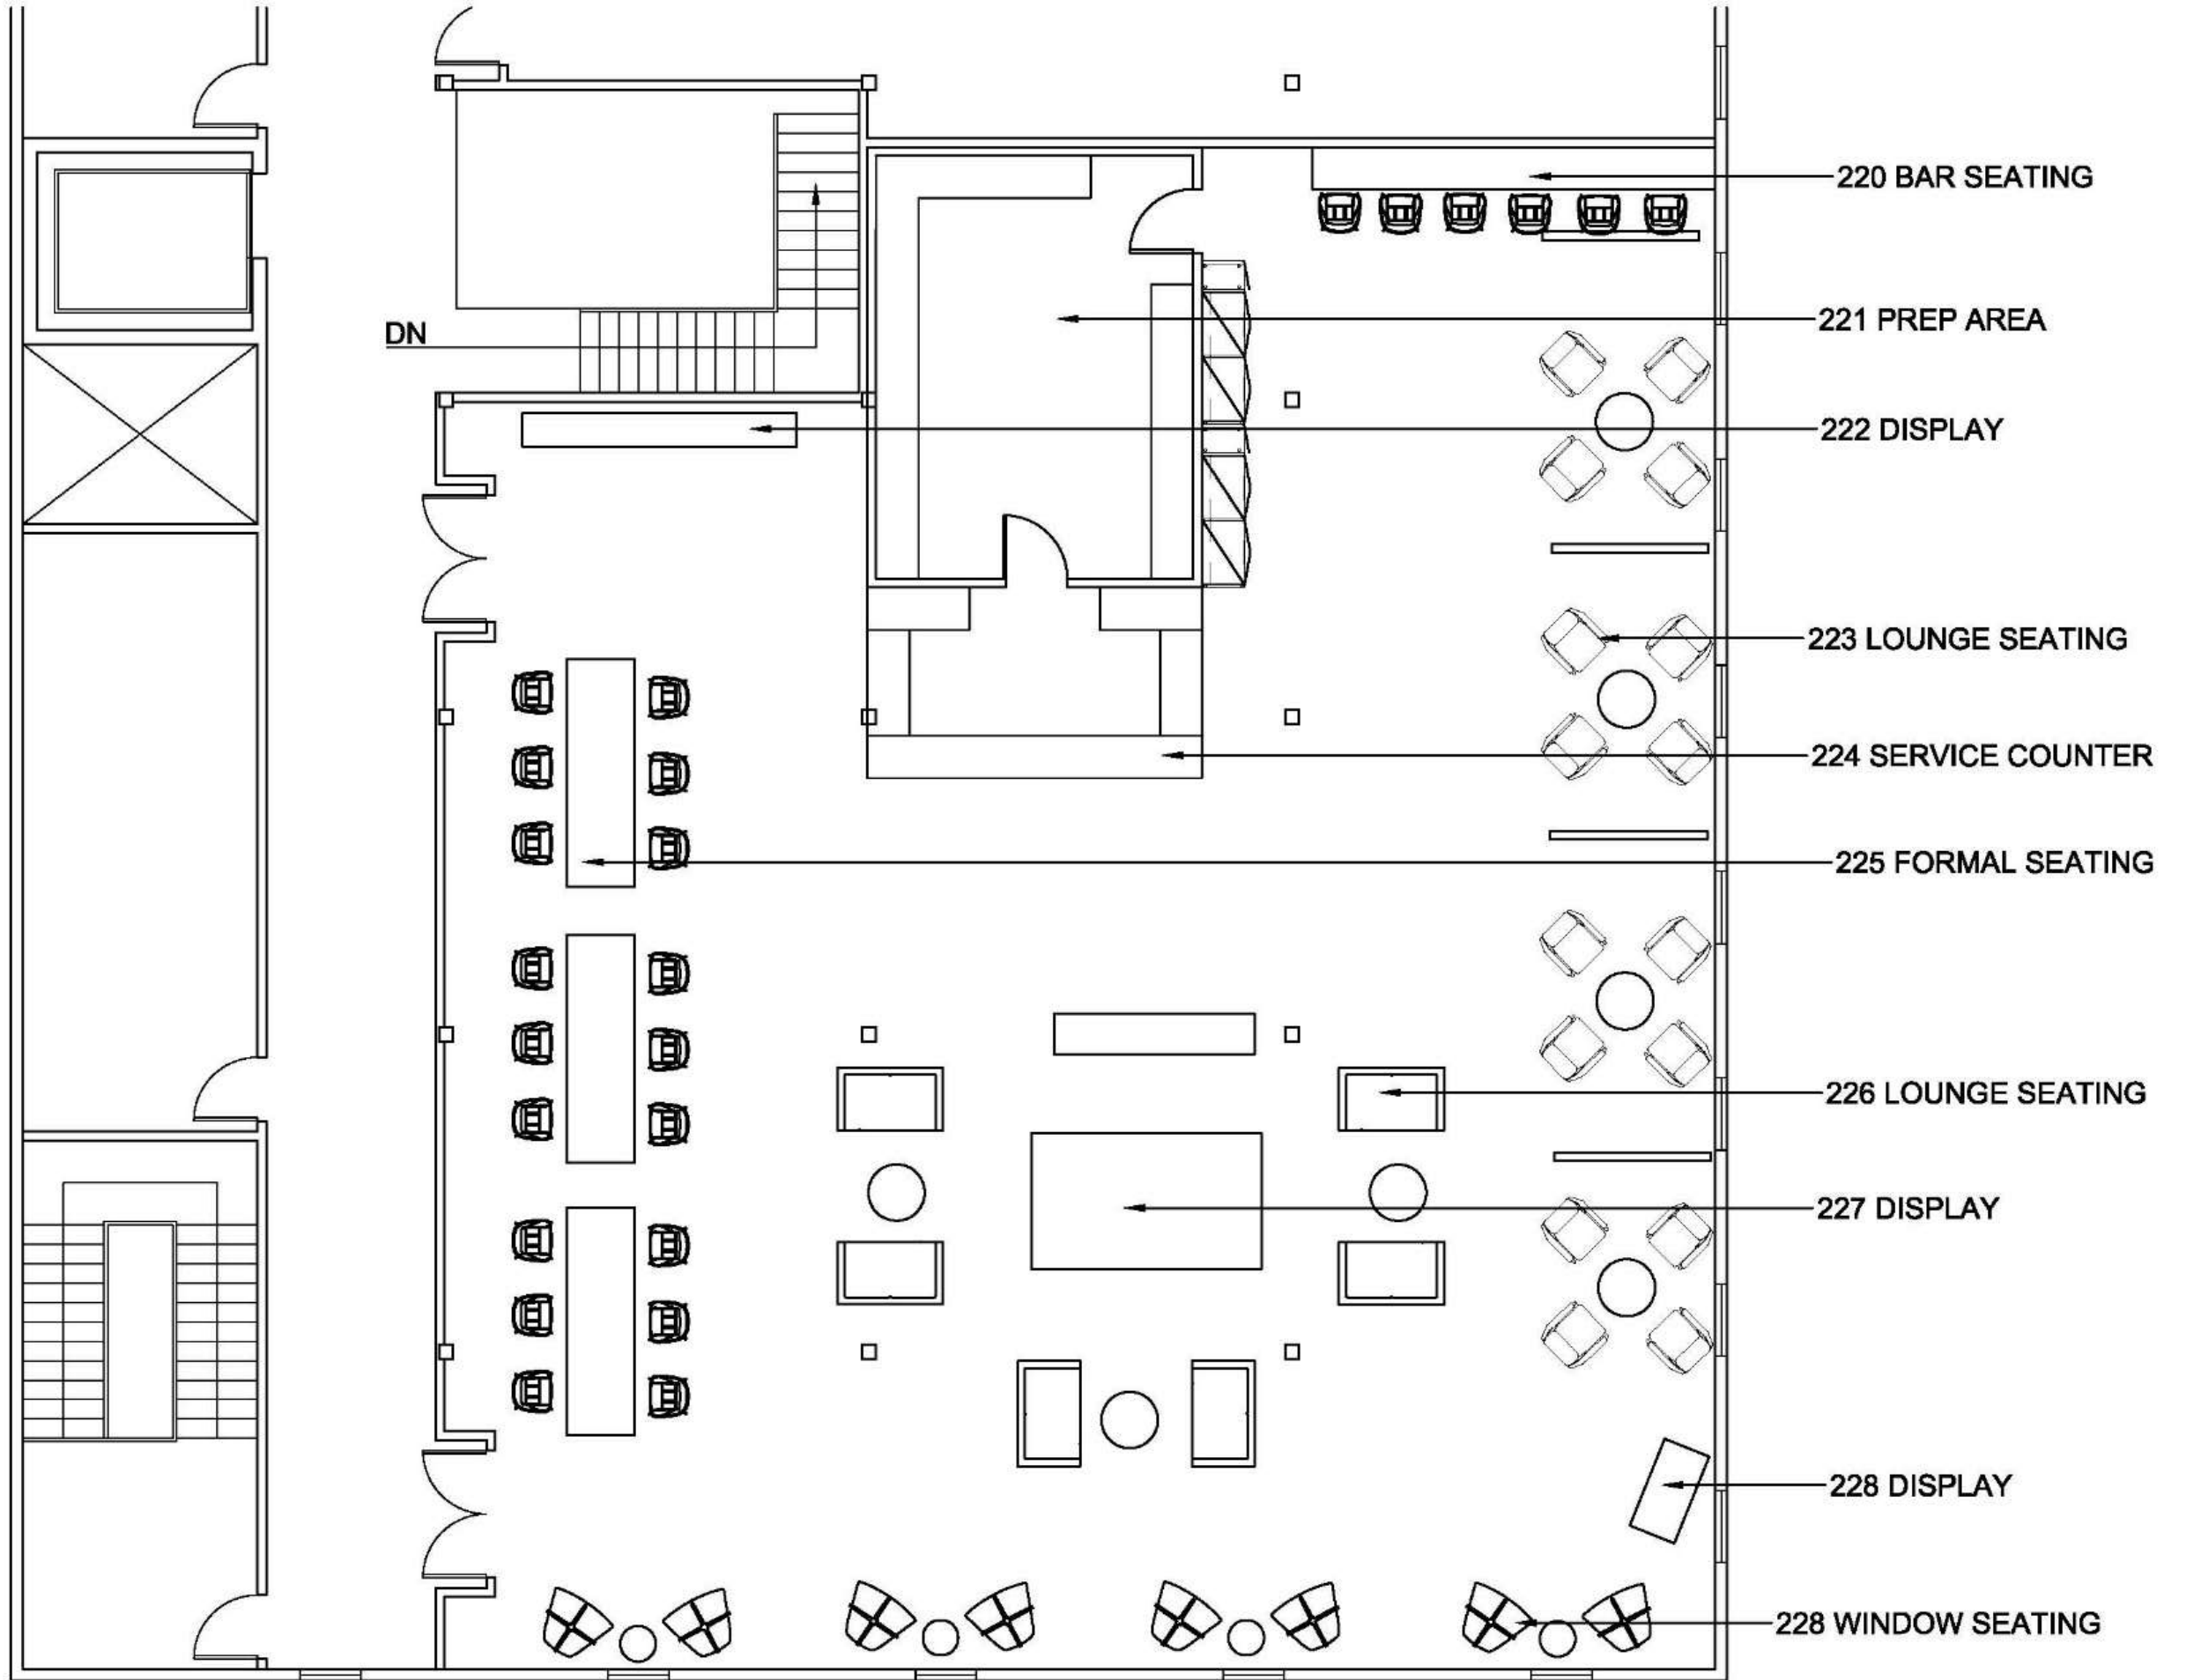 220 BAR SEATING
221 PREP AREA
DN
222 DISPLAY
223 LOUNGE SEATING
224 SERVICE COUNTER
225 FORMAL SEATING
226 LOUNGE SEATING
227 DISPLAY
228 DISPLAY
228 WINDOW SEATING